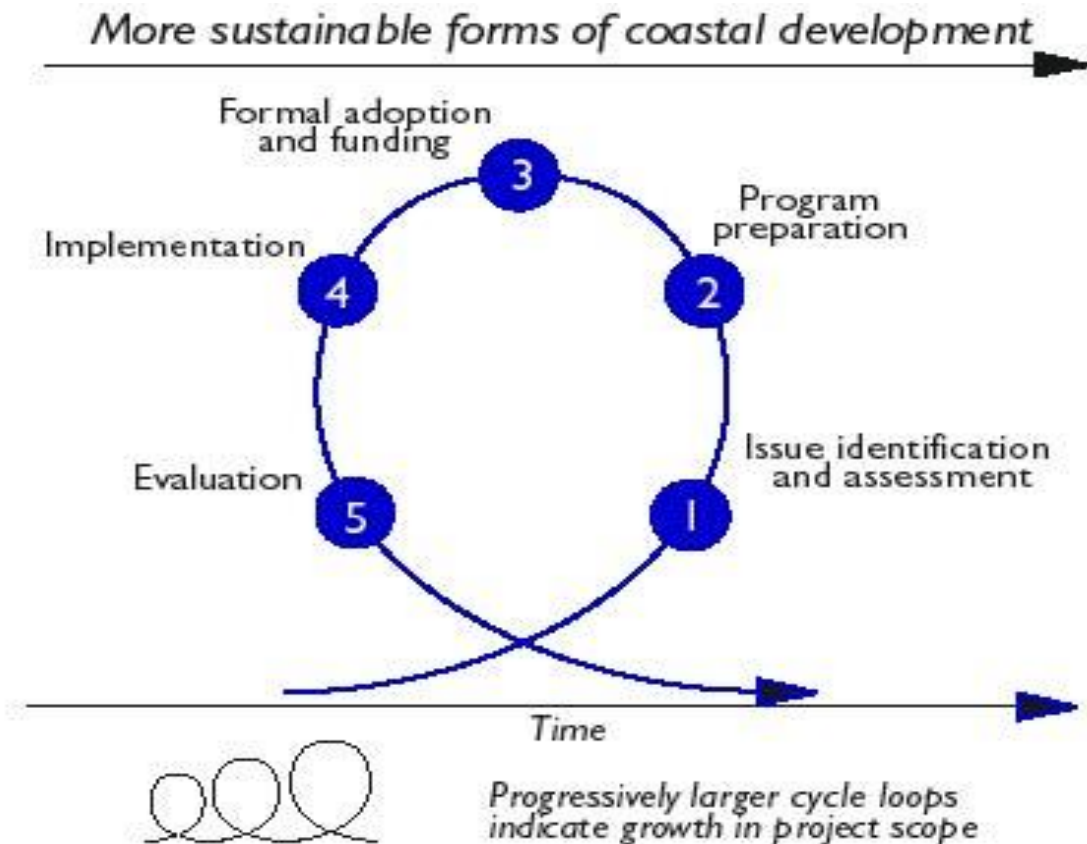 More sustainable forms of coastal development
Formal adoption
and funding
3
Program
preparation
Implementation
4
2
Issue identification
and assessment
Evaluation
5
1
Time
Progressively larger cycle loops
indicate growth in project scope